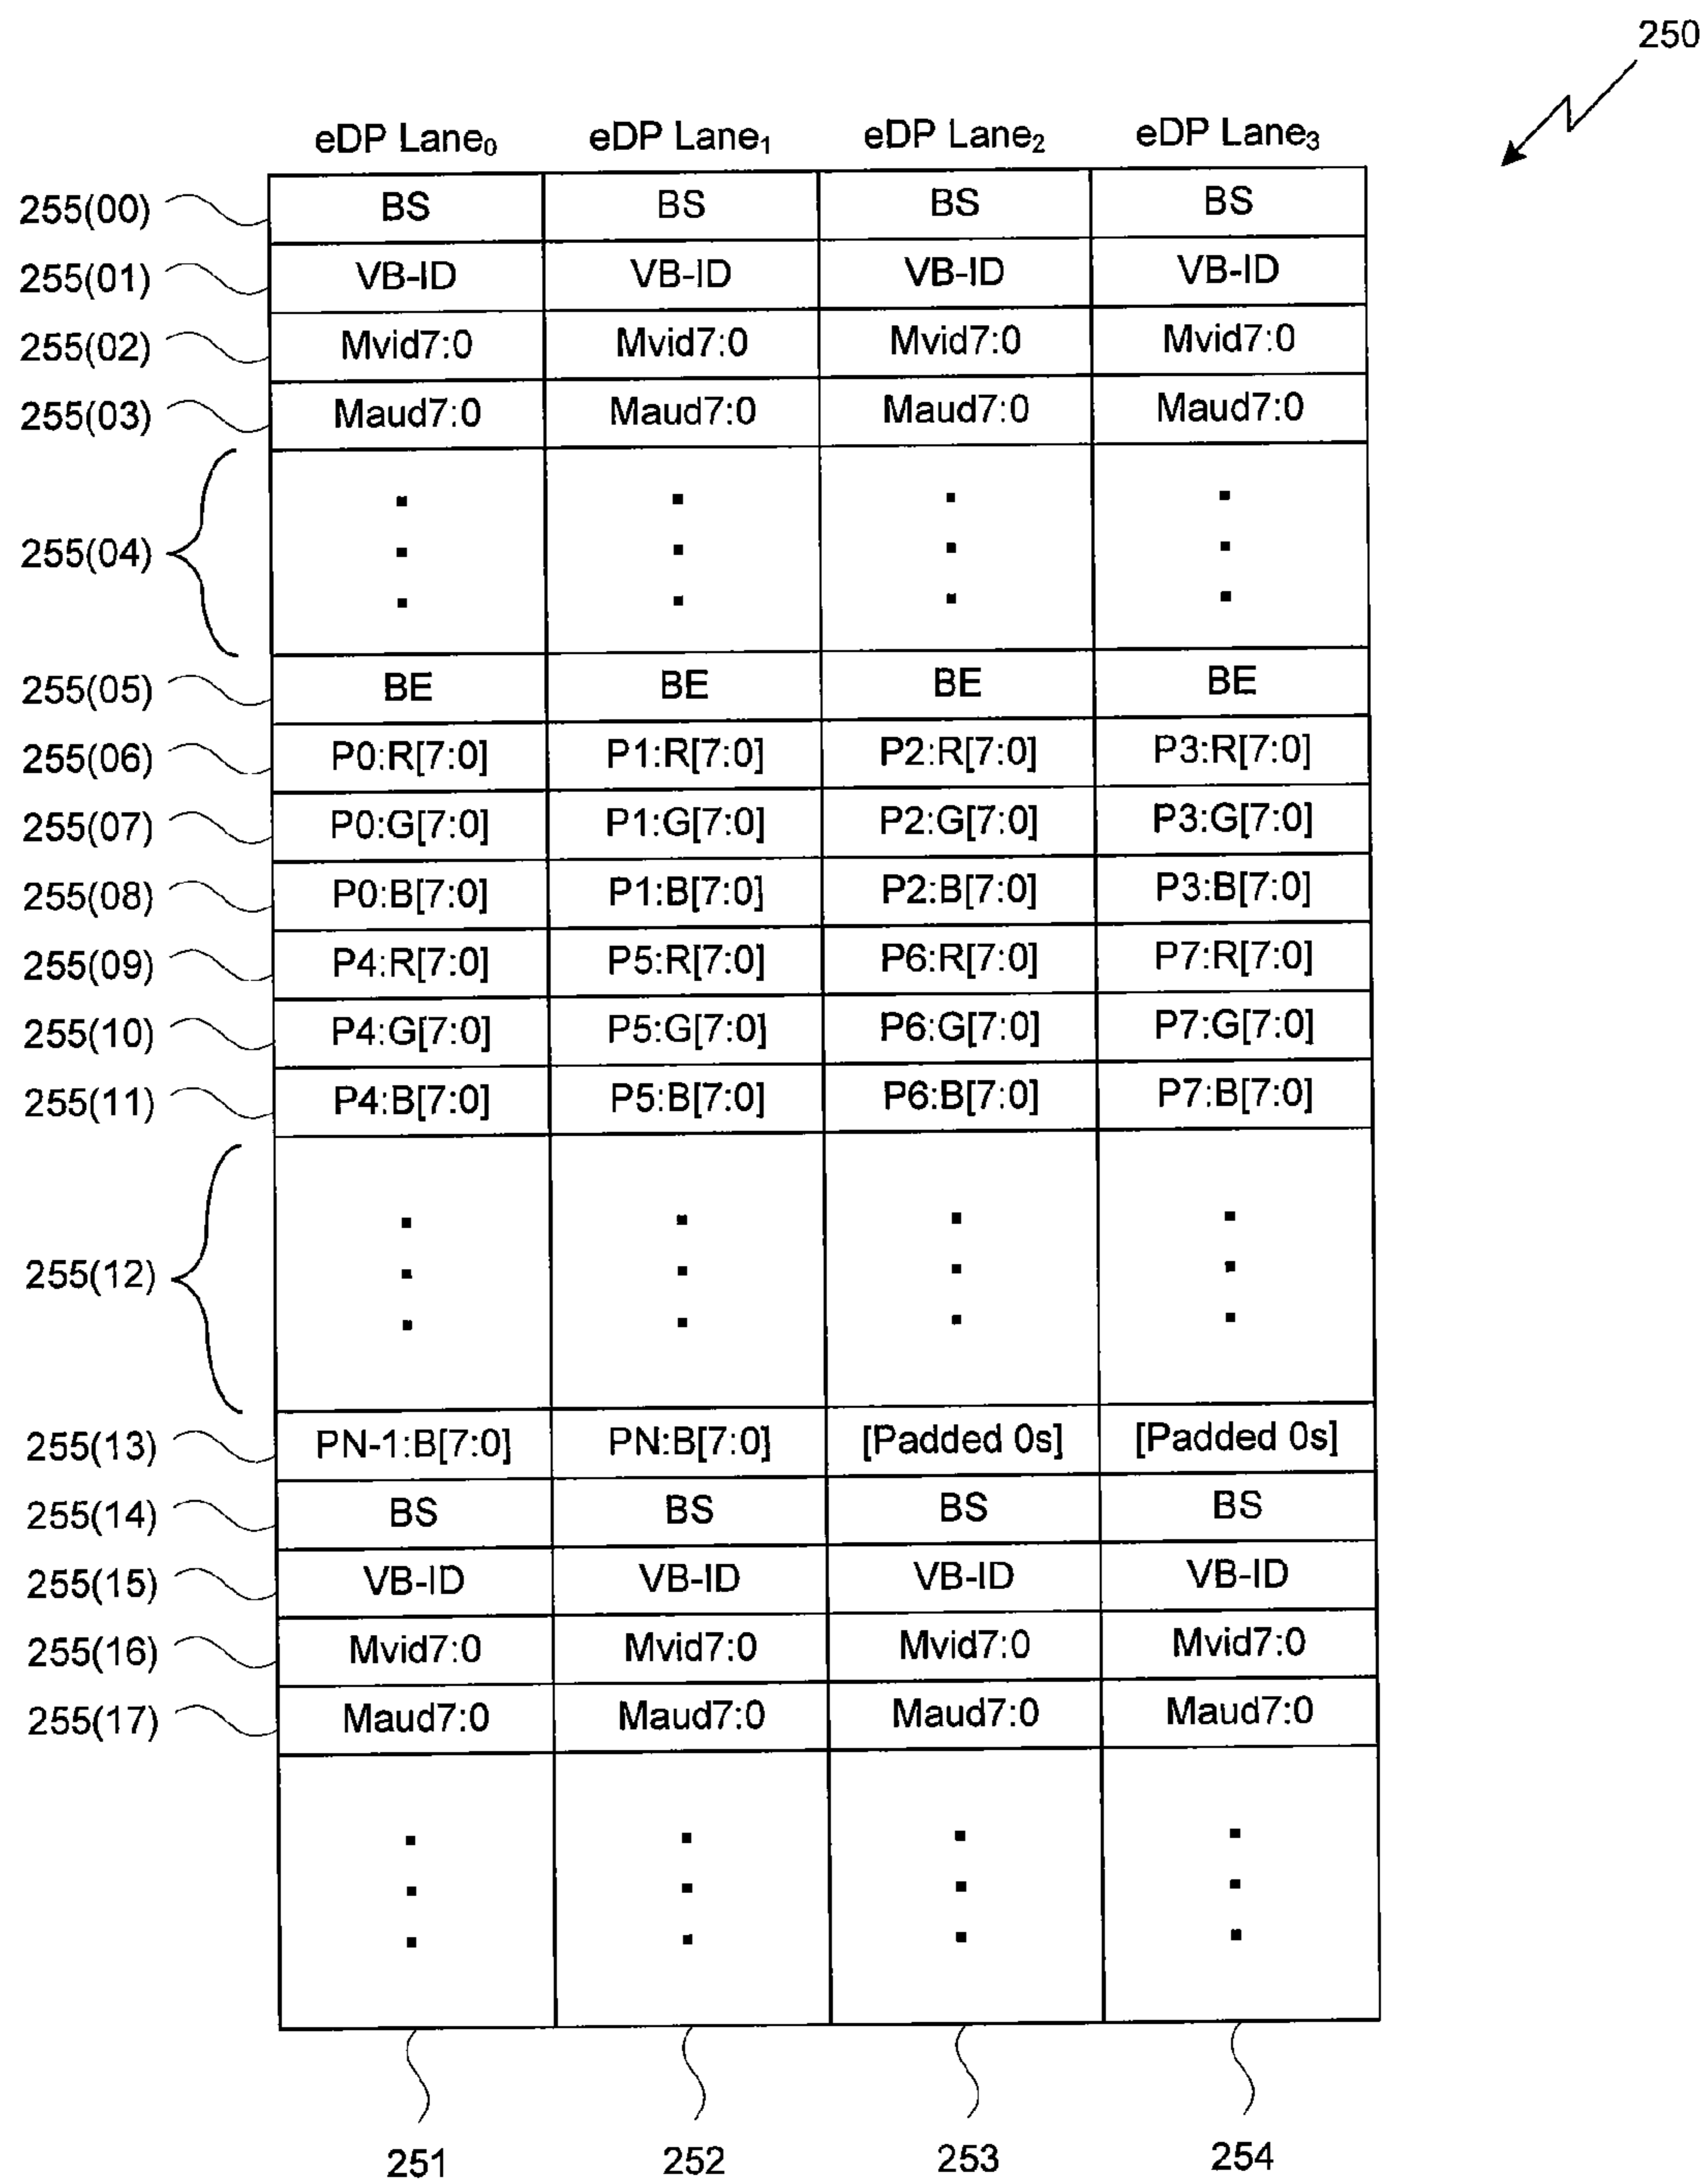 250
eDP Lane0 eDP Lane1 eDP Lane2 eDP Lane3
255(00) BS BS BS BS
255(01) VB-ID VB-ID VB-ID VB-ID
255(02) Mvid7:0 Mvid7:0 Mvid7:0 Mvid7:0
255(03) Maud7:0 Maud7:0 Maud7:0 Maud7:0
255(04)
255(05) BE BE BE BE
255(06) P0:R[7:0] P1:R[7:0] P2:R[7:0] P3:R[7:0]
255(07) P0:G[7:0] P1:G[7:0] P2:G[7:0] P3:G[7:0]
255(08) P0:B[7:0] P1:B[7:0] P2:B[7:0] P3:B[7:0]
255(09) P4:R[7:0] P5:R[7:0] P6:R[7:0] P7:R[7:0]
255(10) P4:G[7:0] P5:G[7:0] P6:G[7:0] P7:G[7:0]
255(11) P4:B[7:0] P5:B[7:0] P6:B[7:0] P7:B[7:0]
255(12)
255(13) PN-1:B[7:0] PN:B[7:0] [Padded 0s] [Padded 0s]
255(14) BS BS BS BS
255(15) VB-ID VB-ID VB-ID VB-ID
255(16) Mvid7:0 Mvid7:0 Mvid7:0 Mvid7:0
255(17) Maud7:0 Maud7:0 Maud7:0 Maud7:0
251 252 253 254